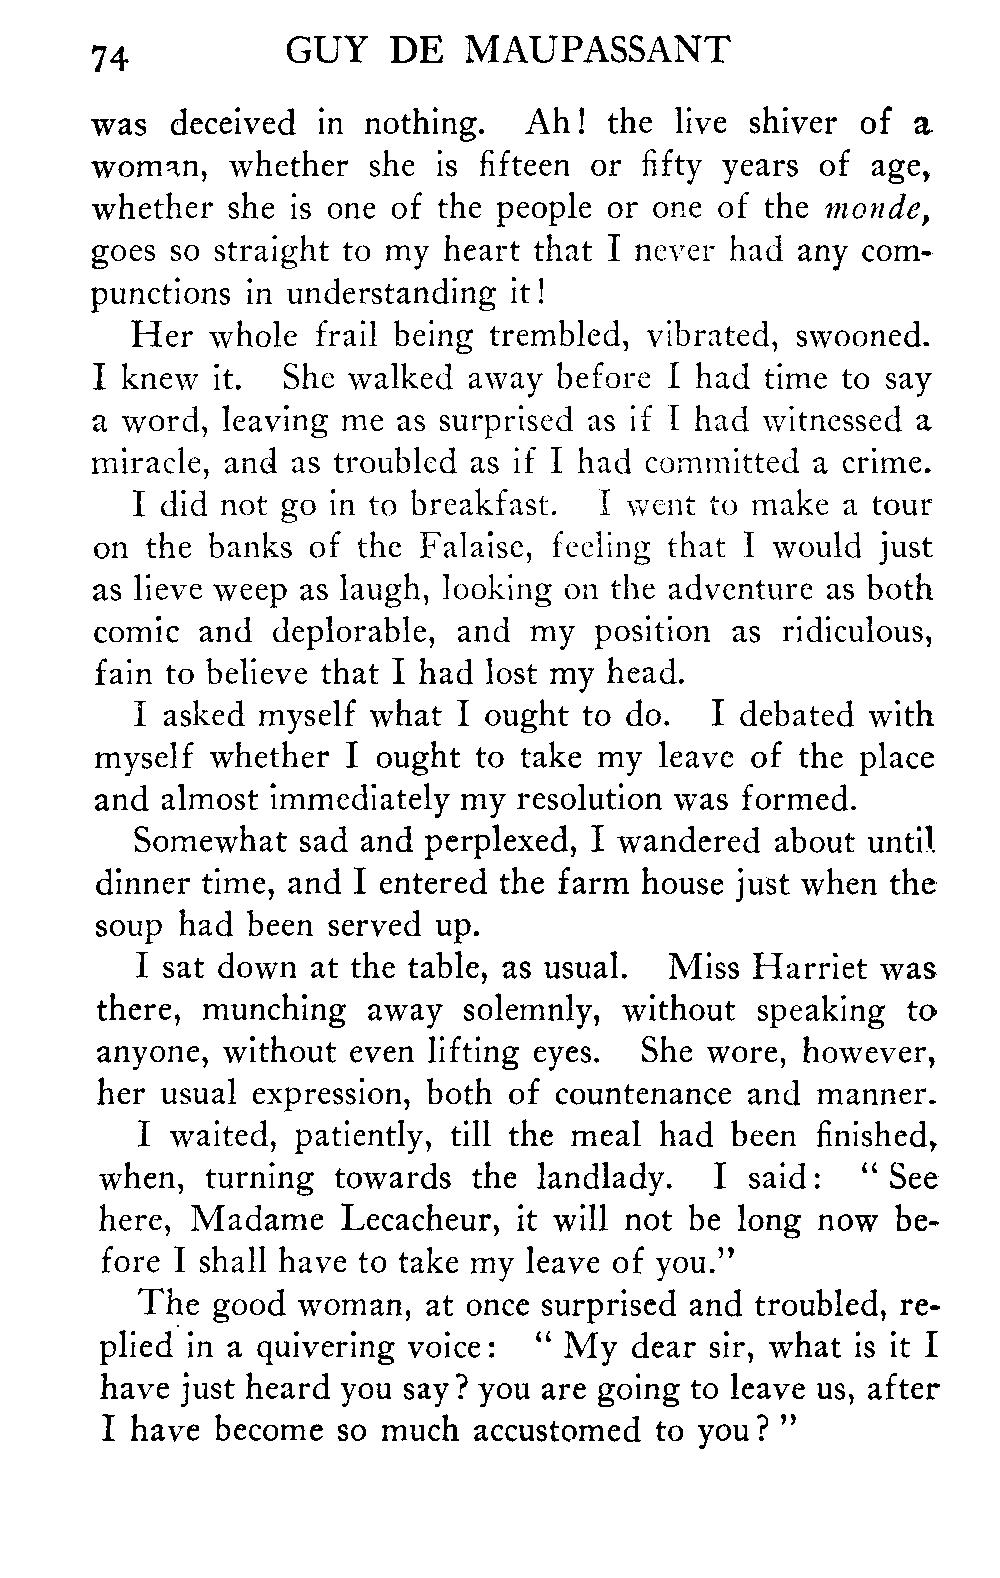 74 GUY DE MAUPASSANT
was deceived in nothing. Ah! the live shiver of a
woman, whether she is fifteen or fifty years of age,
whether she is one of the people or one of the monde,
goes so straight to my heart that I never had any com-
punctions in understanding it!
Her whole frail being trembled, vibrated, swooned.
I knew it. She walked away before I had time to say
a word, leaving me as surprised as if I had witnessed a
miracle, and as troubled as if I had committed a crime.
I did not go in to breakfast. I went to make a tour
on the banks of the Falaise, feeling that I would just
as lieve weep as laugh, looking on the adventure as both
comic and deplorable, and my position as ridiculous,
fain to believe that I had lost my head.
I asked myself what I ought to do. I debated with
myself whether I ought to take my leave of the place
and almost immediately my resolution was formed.
Somewhat sad and perplexed, I wandered about until
dinner time, and I entered the farm house just when the
soup had been served up.
I sat down at the table, as usual. Miss Harriet was
there, munching away solemnly, without speaking to
anyone, without even lifting eyes. She wore, however,
her usual expression, both of countenance and manner.
I waited, patiently, till the meal had been finished,
when, turning towards the landlady. I said: " See
here, Madame Lecacheur, it will not be long now be-
fore I shall have to take my leave of you."
The good woman, at once surprised and troubled, re-
plied in a quivering voice: " My dear sir, what is it I
have just heard you say? you are going to leave us, after
I have become so much accustomed to you? "